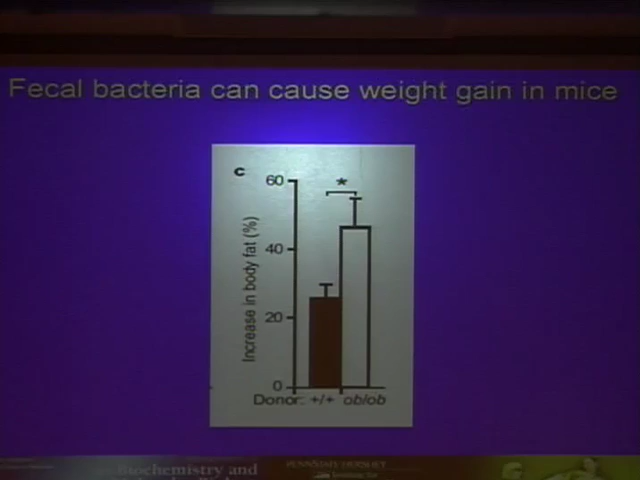 Fecal bacteria can cause weight gain in mice
c
60
*
40
20
0
Increase in body fat (%)
Donor: +/+ ob/ob
Biochemistry and